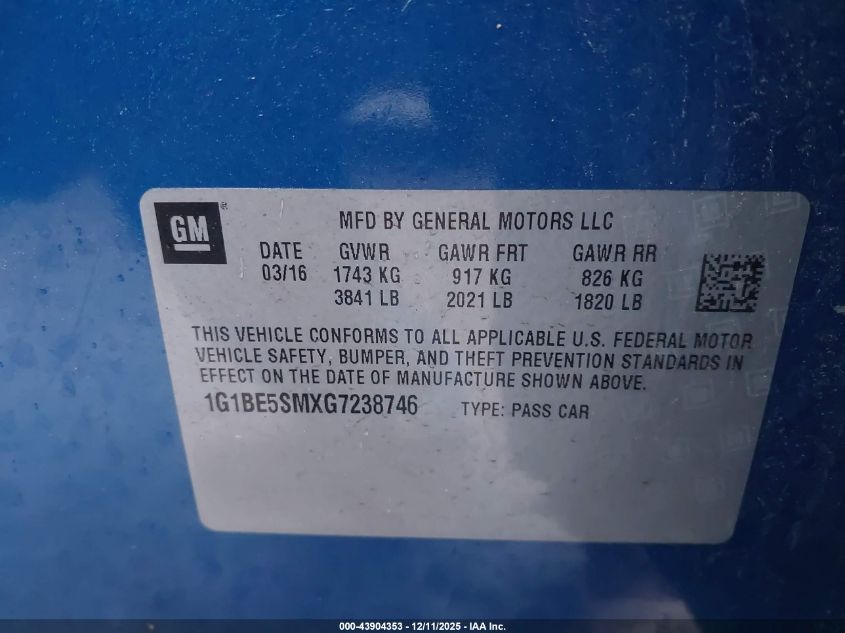 GM®
MFD BY GENERAL MOTORS LLC
DATE GVWR GAWR FRT GAWR RR
03/16 1743 KG 917 KG 826 KG
3841 LB 2021 LB 1820 LB
THIS VEHICLE CONFORMS TO ALL APPLICABLE U.S. FEDERAL MOTOR
VEHICLE SAFETY, BUMPER, AND THEFT PREVENTION STANDARDS IN
EFFECT ON THE DATE OF MANUFACTURE SHOWN ABOVE.
1G1BE5SMXG7238746 TYPE: PASS CAR
000-43904353 - 12/11/2025 - IAA Inc.